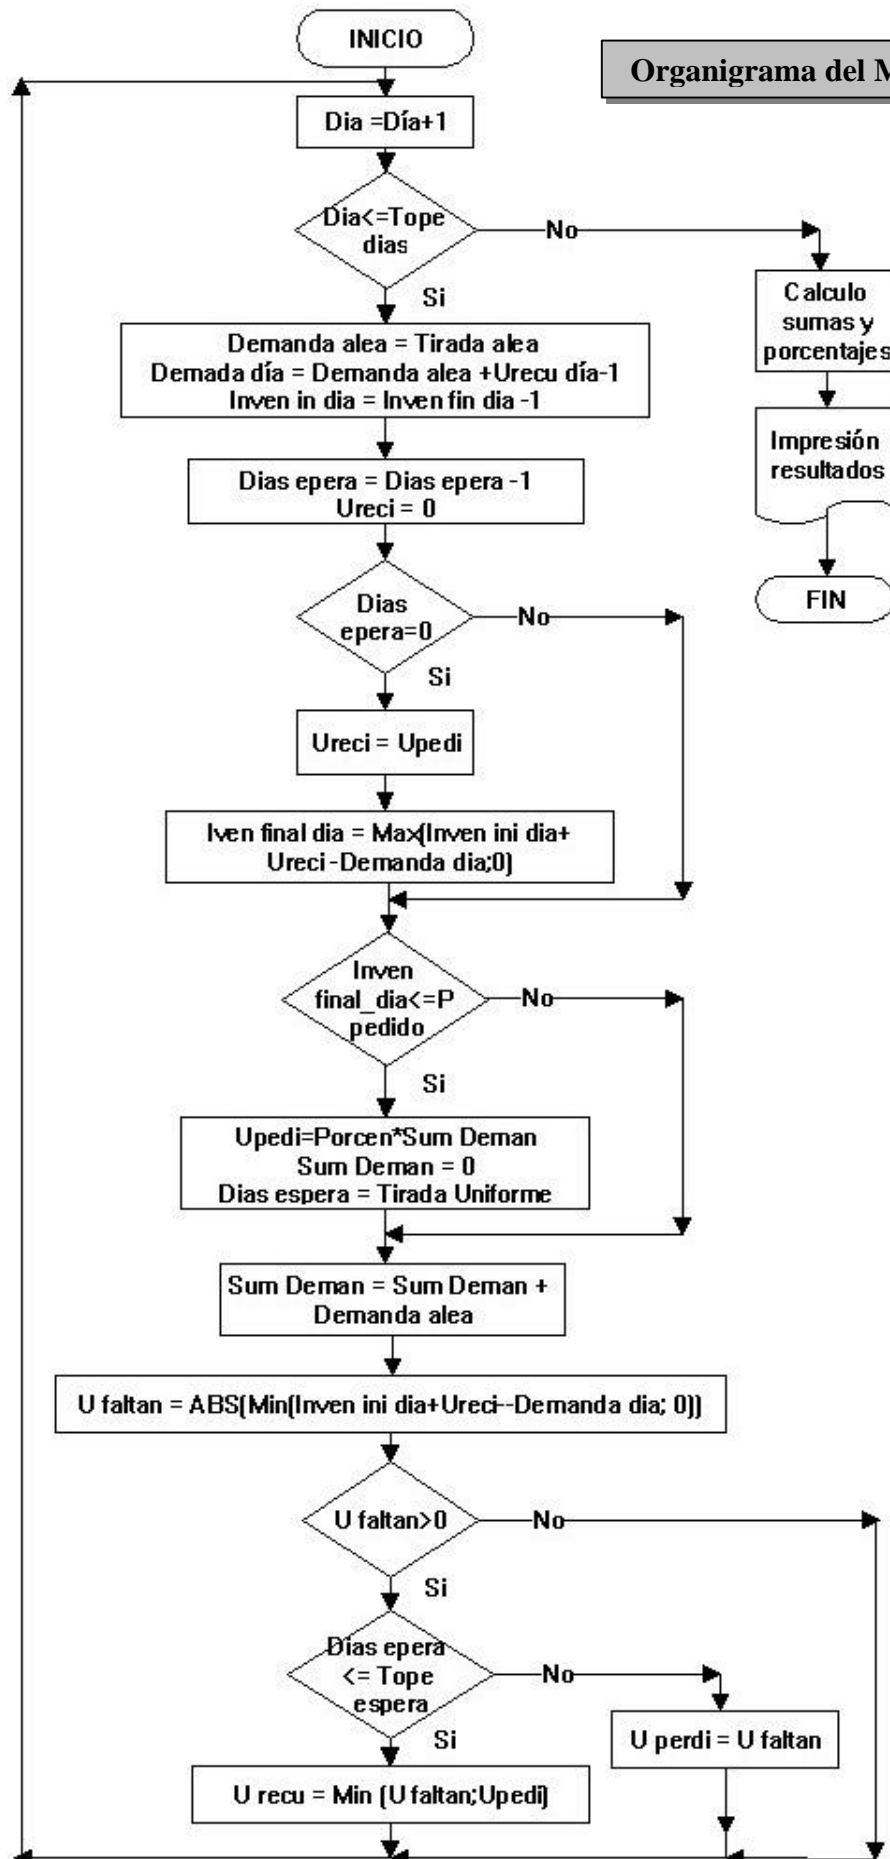 INICIO
Organigrama del M
Dia =Día+1
Dia<=Tope
dias
No
Si
Calculo
sumas y
porcentajes
Demanda alea = Tirada alea
Demada día = Demanda alea +Urecu día-1
Inven in dia = Inven fin dia -1
Impresión
resultados
Dias epera = Dias epera -1
Ureci = 0
FIN
Dias
epera=0
No
Si
Ureci = Upedi
Iven final dia = Max(Inven ini dia+
Ureci-Demanda dia;0)
Inven
final_dia<=P
pedido
No
Si
Upedi=Porcen*Sum Deman
Sum Deman = 0
Dias espera = Tirada Uniforme
Sum Deman = Sum Deman +
Demanda alea
U faltan = ABS(Min(Inven ini dia+Ureci--Demanda dia; 0))
U faltan>0
No
Si
Días epera
<= Tope
espera
No
Si
U perdi = U faltan
U recu = Min (U faltan;Upedi)